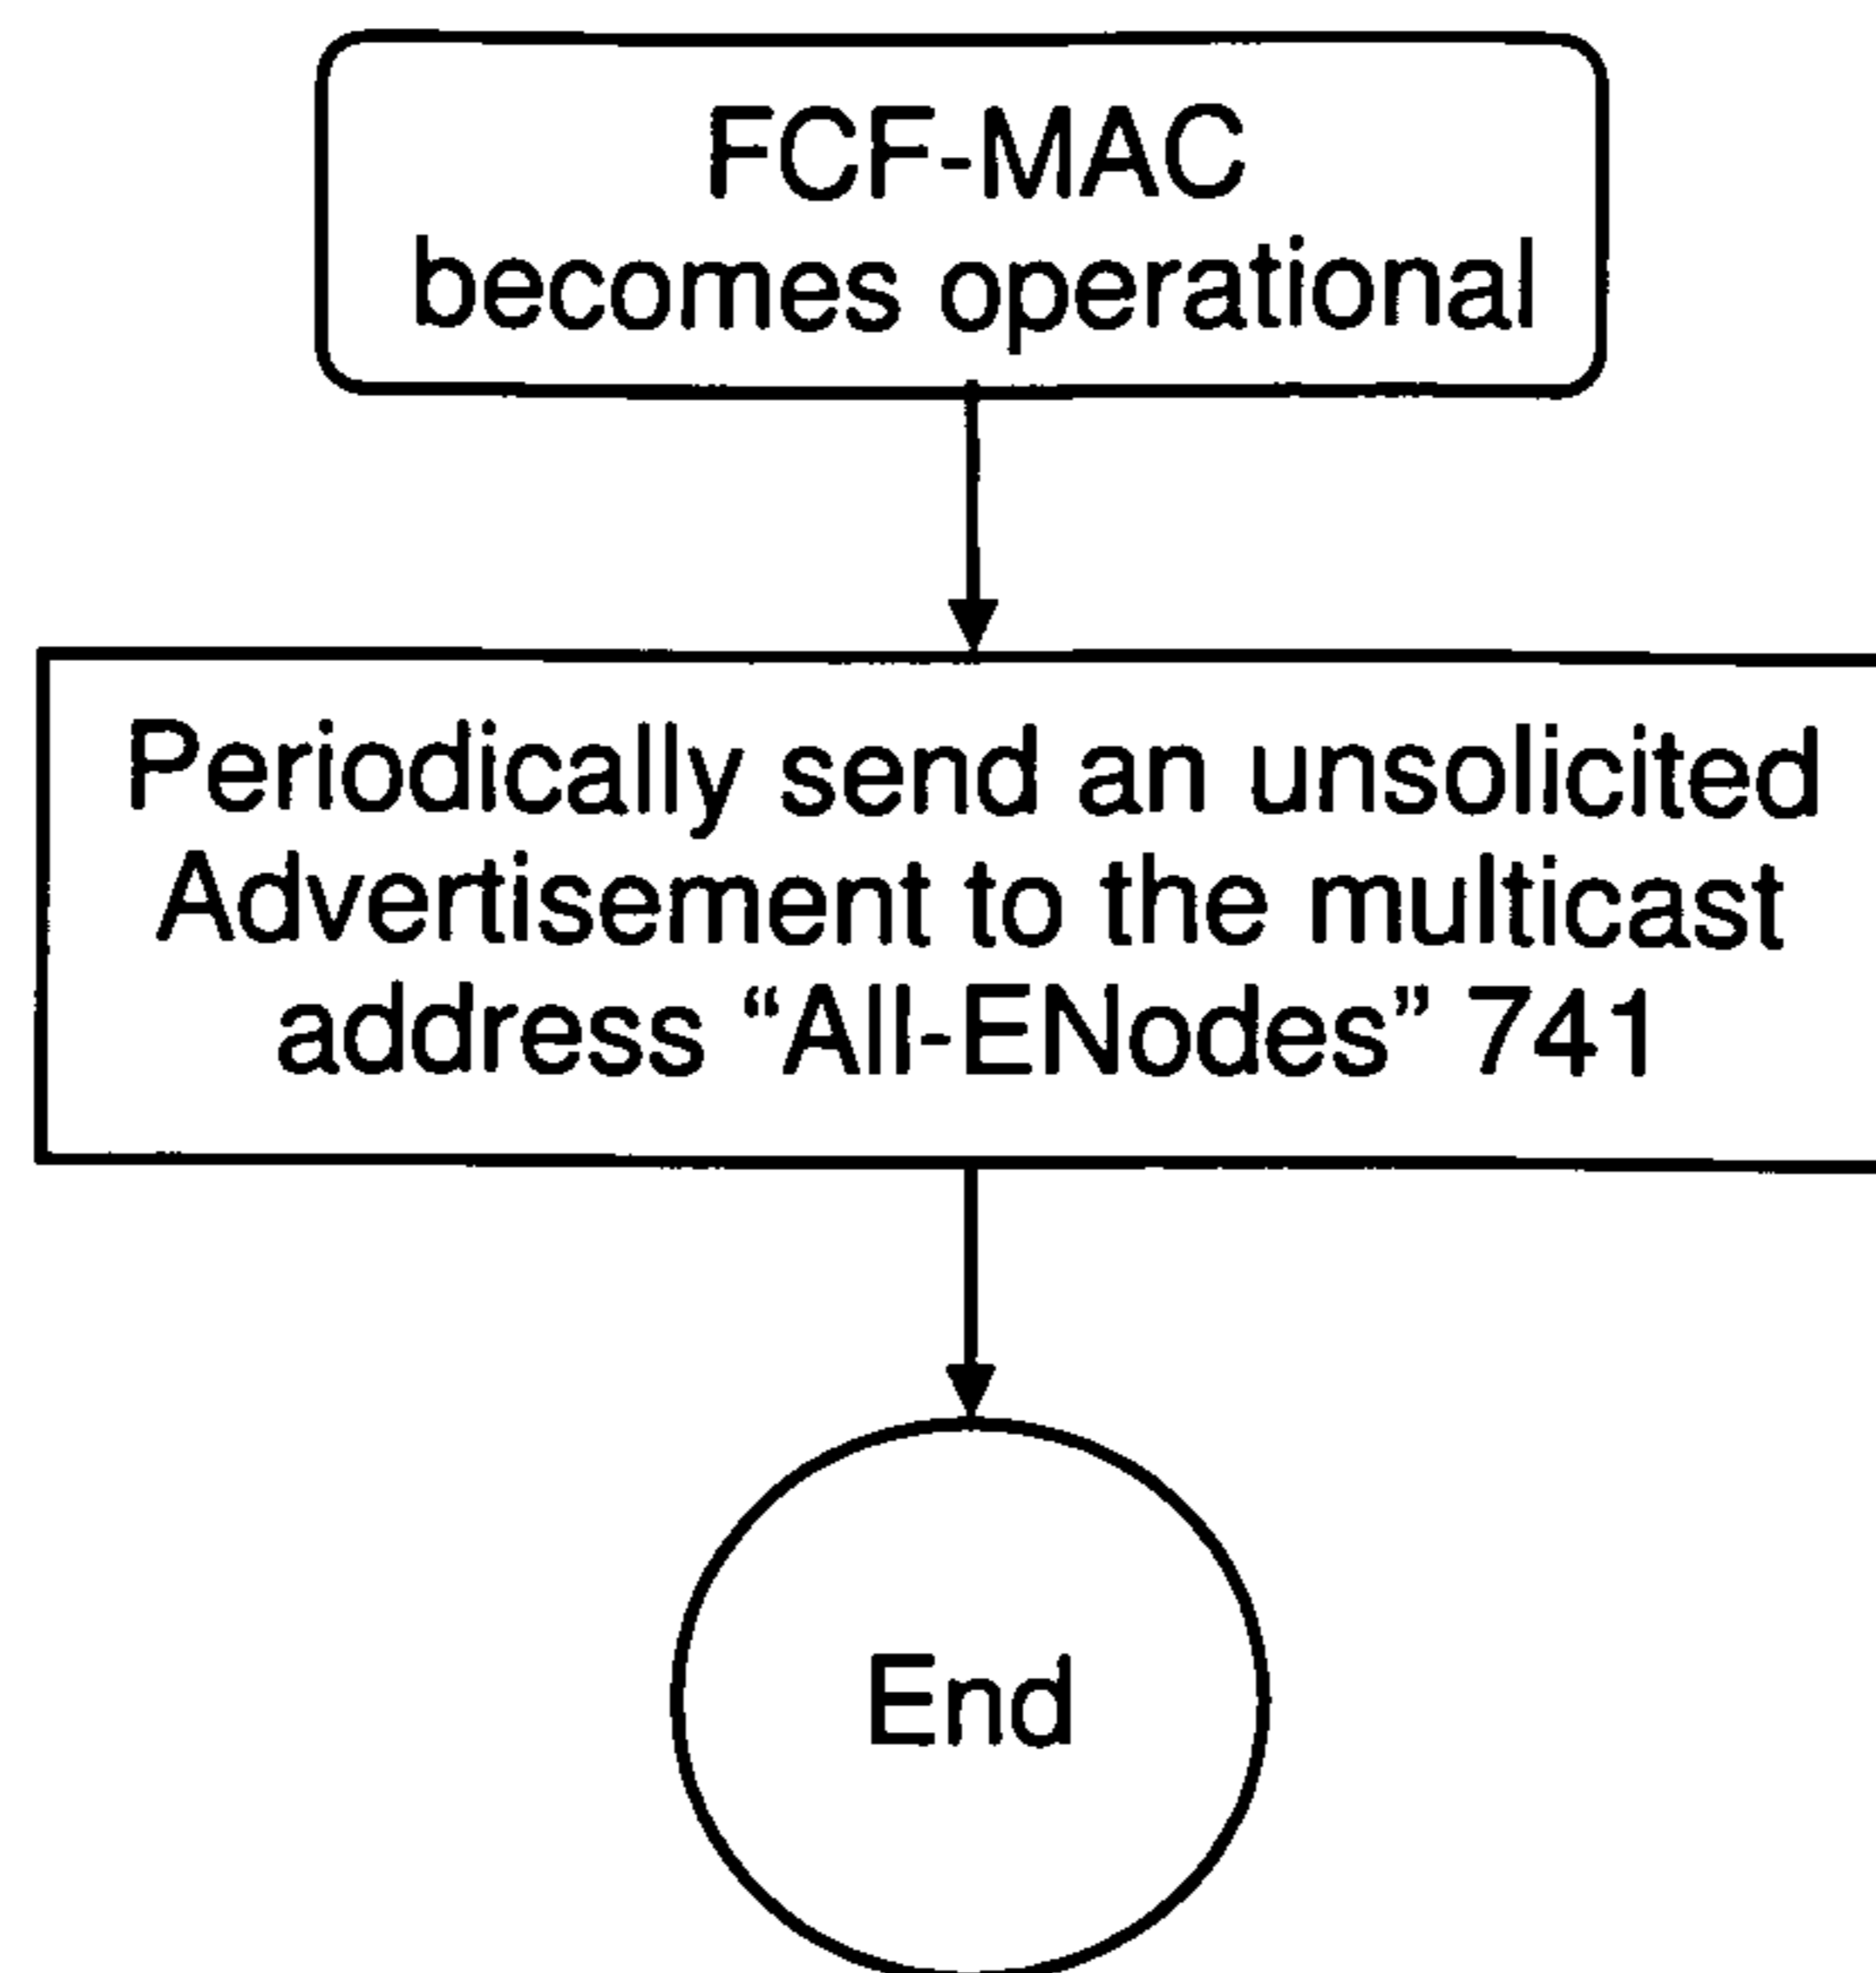 FCF-MAC
becomes operational
Periodically send an unsolicited
Advertisement to the multicast
address “All-ENodes” 741
End